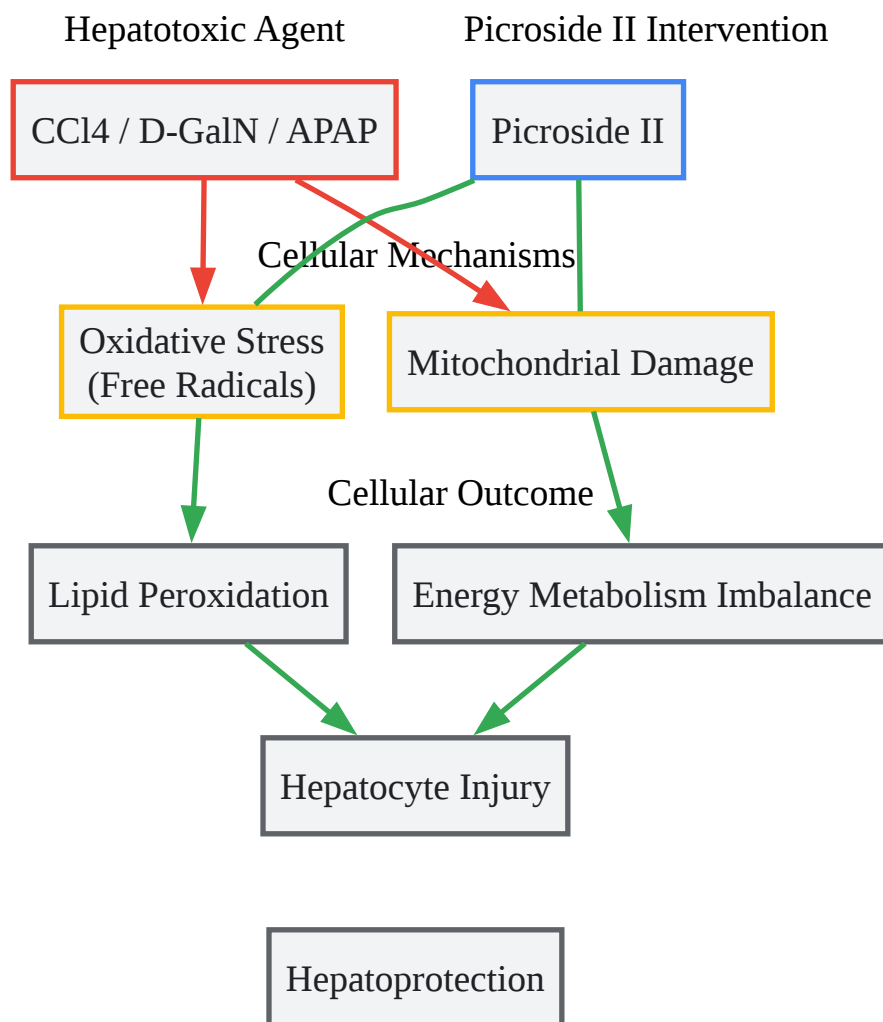 Hepatotoxic Agent
Picroside II Intervention
CCl4 / D-GalN / APAP
Picroside II
Cellular Mechanisms
Oxidative Stress
(Free Radicals)
Mitochondrial Damage
Cellular Outcome
Lipid Peroxidation
Energy Metabolism Imbalance
Hepatocyte Injury
Hepatoprotection